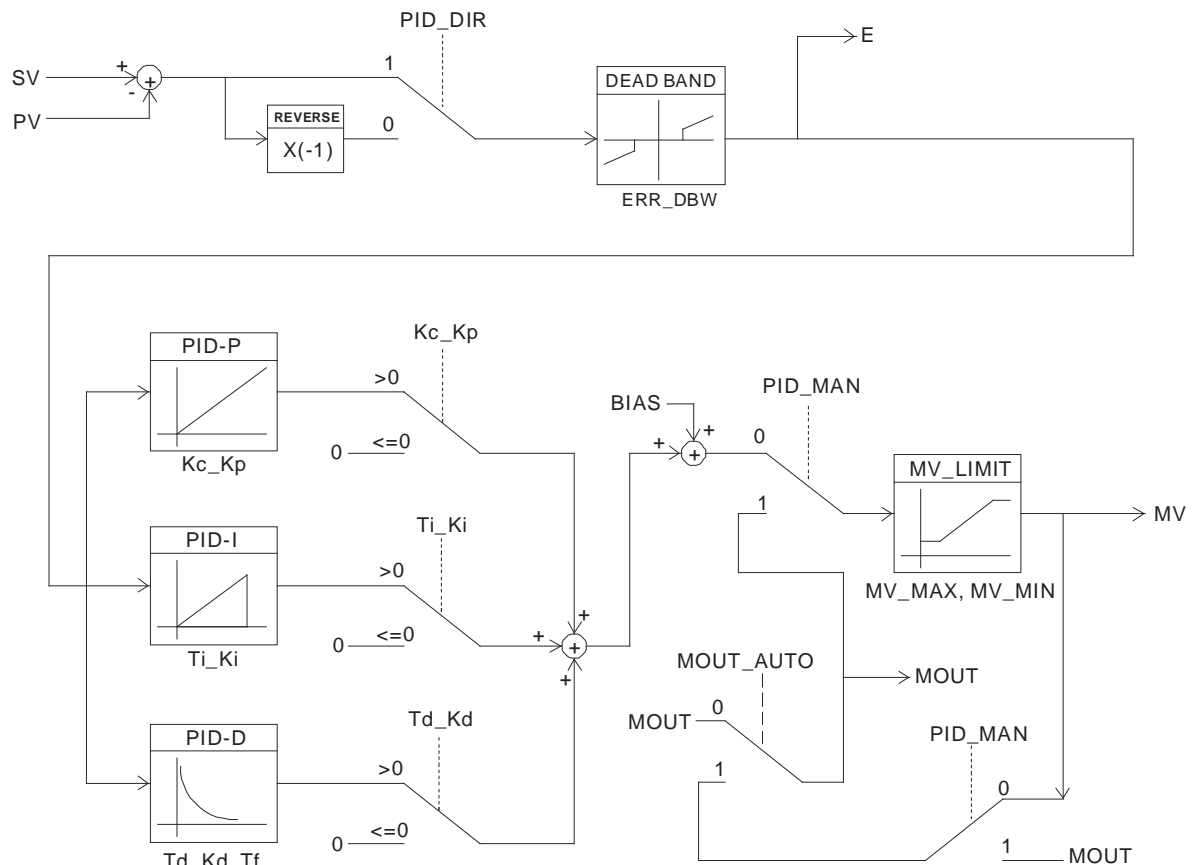 PID_DIR
E
SV
+
+
-
PV
1
0
REVERSE
X(-1)
DEAD BAND
ERR_DBW
PID-P
Kc_Kp
Kc_Kp
>0
0
<=0
PID-I
Ti_Ki
Ti_Ki
>0
0
<=0
PID-D
Td_Kd_Tf
Td_Kd
>0
0
<=0
+
+
+
+
BIAS
+
+
+
PID_MAN
0
1
MV_LIMIT
MV_MAX, MV_MIN
MV
MOUT_AUTO
MOUT
0
1
MOUT
PID_MAN
0
1
MOUT